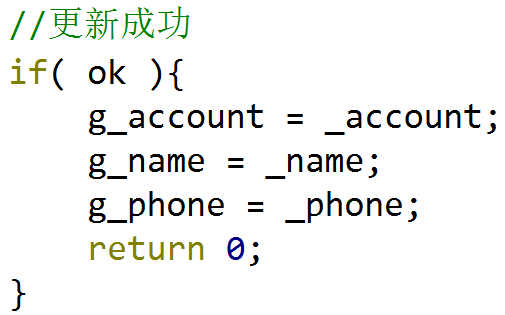 //更新成功
if( ok ){
    g_account = _account;
    g_name = _name;
    g_phone = _phone;
    return 0;
}